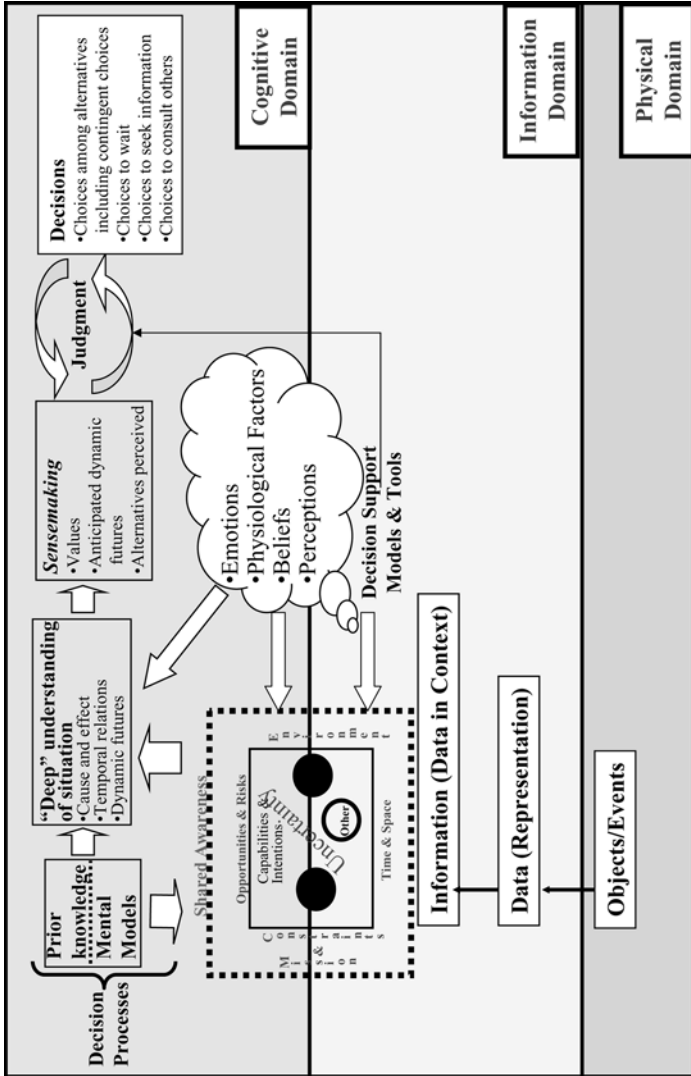 Decision
Processes
Prior
knowledge
Mental
Models
“Deep” understanding
of situation
•Cause and effect
•Temporal relations
•Dynamic futures
Sensemaking
•Values
•Anticipated dynamic
futures
•Alternatives perceived
Judgment
Decisions
•Choices among alternatives
including contingent choices
•Choices to wait
•Choices to seek information
•Choices to consult others
Cognitive
Domain
Shared Awareness
Opportunities & Risks
Capabilities &
Intentions
Uncertainty
Other
Time & Space
Mission
&
Constraints
Environment
•Emotions
•Physiological Factors
•Beliefs
•Perceptions
Decision Support
Models & Tools
Information (Data in Context)
Data (Representation)
Information
Domain
Objects/Events
Physical
Domain